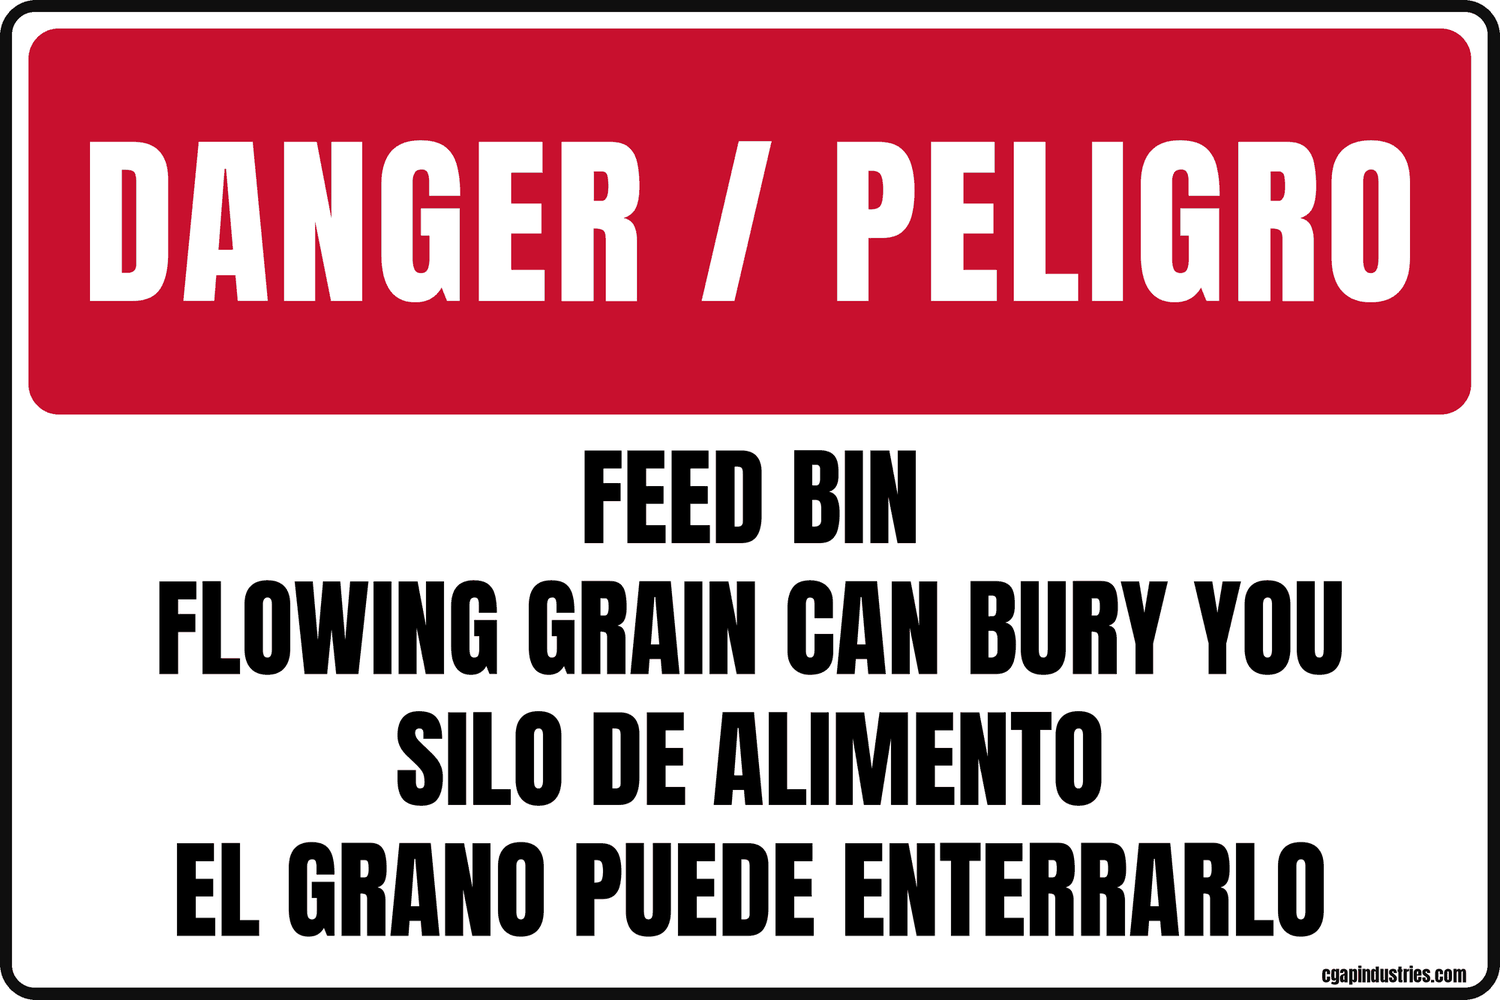 DANGER / PELIGRO
FEED BIN
FLOWING GRAIN CAN BURY YOU
SILO DE ALIMENTO
EL GRANO PUEDE ENTERRARLO
cgapindustries.com